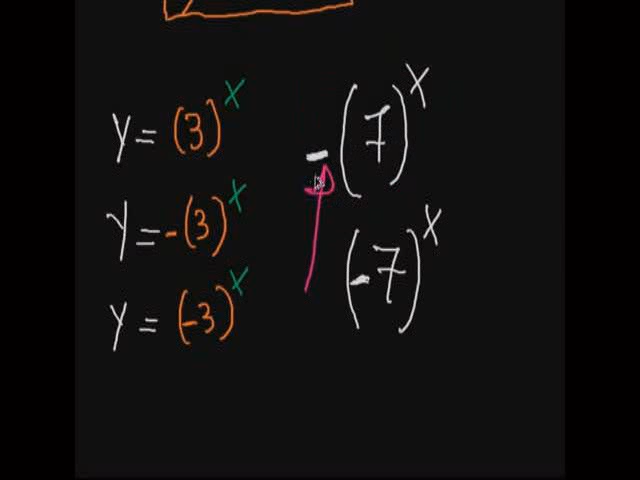 y = (3)^x
y = -(3)^x
y = (-3)^x
-(7)^x
(-7)^x